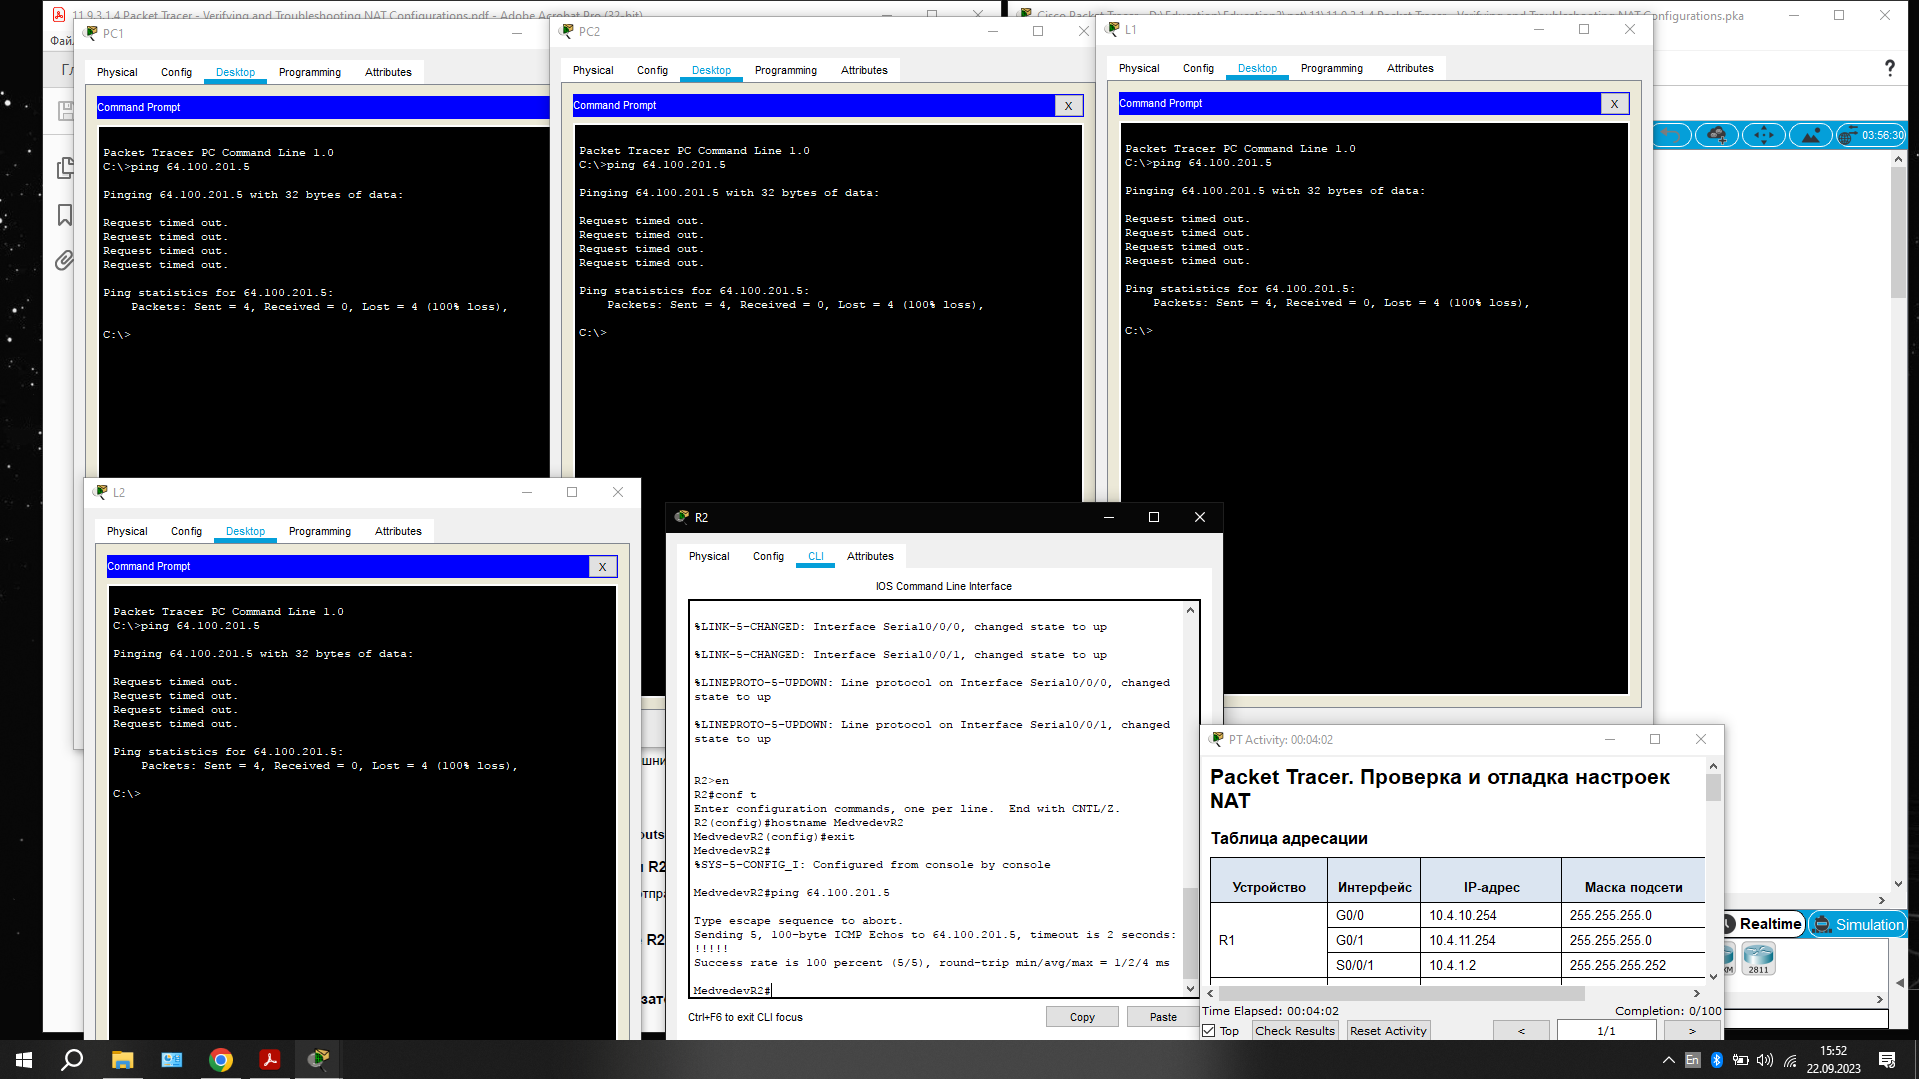 11.9.3.1.4 Packet Tracer - Verifying and Troubleshooting NAT Configurations.pdf - Adobe Acrobat Pro (32-bit)
Cisco Packet Tracer - D:\Education\
Configurations.pka
Фай
Гл
?
03:56:30
PC1
Physical Config Desktop Programming Attributes
Command Prompt
Packet Tracer PC Command Line 1.0
C:\>ping 64.100.201.5
Pinging 64.100.201.5 with 32 bytes of data:
Request timed out.
Request timed out.
Request timed out.
Request timed out.
Ping statistics for 64.100.201.5:
Packets: Sent = 4, Received = 0, Lost = 4 (100% loss),
C:\>
PC2
Physical Config Desktop Programming Attributes
Command Prompt X
Packet Tracer PC Command Line 1.0
C:\>ping 64.100.201.5
Pinging 64.100.201.5 with 32 bytes of data:
Request timed out.
Request timed out.
Request timed out.
Request timed out.
Ping statistics for 64.100.201.5:
Packets: Sent = 4, Received = 0, Lost = 4 (100% loss),
C:\>
L1
Physical Config Desktop Programming Attributes
Command Prompt X
Packet Tracer PC Command Line 1.0
C:\>ping 64.100.201.5
Pinging 64.100.201.5 with 32 bytes of data:
Request timed out.
Request timed out.
Request timed out.
Request timed out.
Ping statistics for 64.100.201.5:
Packets: Sent = 4, Received = 0, Lost = 4 (100% loss),
C:\>
L2
Physical Config Desktop Programming Attributes
Command Prompt X
Packet Tracer PC Command Line 1.0
C:\>ping 64.100.201.5
Pinging 64.100.201.5 with 32 bytes of data:
Request timed out.
Request timed out.
Request timed out.
Request timed out.
Ping statistics for 64.100.201.5:
Packets: Sent = 4, Received = 0, Lost = 4 (100% loss),
C:\>
шни
outs
и R2
отпра
е R2
зато
R2
Physical Config CLI Attributes
IOS Command Line Interface
%LINK-5-CHANGED: Interface Serial0/0/0, changed state to up
%LINK-5-CHANGED: Interface Serial0/0/1, changed state to up
%LINEPROTO-5-UPDOWN: Line protocol on Interface Serial0/0/0, changed
state to up
%LINEPROTO-5-UPDOWN: Line protocol on Interface Serial0/0/1, changed
state to up
R2>en
R2#conf t
Enter configuration commands, one per line. End with CNTL/Z.
R2(config)#hostname MedvedevR2
MedvedevR2(config)#exit
MedvedevR2#
%SYS-5-CONFIG_I: Configured from console by console
MedvedevR2#ping 64.100.201.5
Type escape sequence to abort.
Sending 5, 100-byte ICMP Echos to 64.100.201.5, timeout is 2 seconds:
!!!!!
Success rate is 100 percent (5/5), round-trip min/avg/max = 1/2/4 ms
MedvedevR2#
Ctrl+F6 to exit CLI focus
Copy Paste
PT Activity: 00:04:02
Packet Tracer. Проверка и отладка настроек
NAT
Таблица адресации
Устройство Интерфейс IP-адрес Маска подсети
R1
G0/0 10.4.10.254 255.255.255.0
G0/1 10.4.11.254 255.255.255.0
S0/0/1 10.4.1.2 255.255.255.252
Time Elapsed: 00:04:02 Completion: 0/100
Top Check Results Reset Activity < 1/1 >
Realtime Simulation
XM 2811
En
15:52
22.09.2023